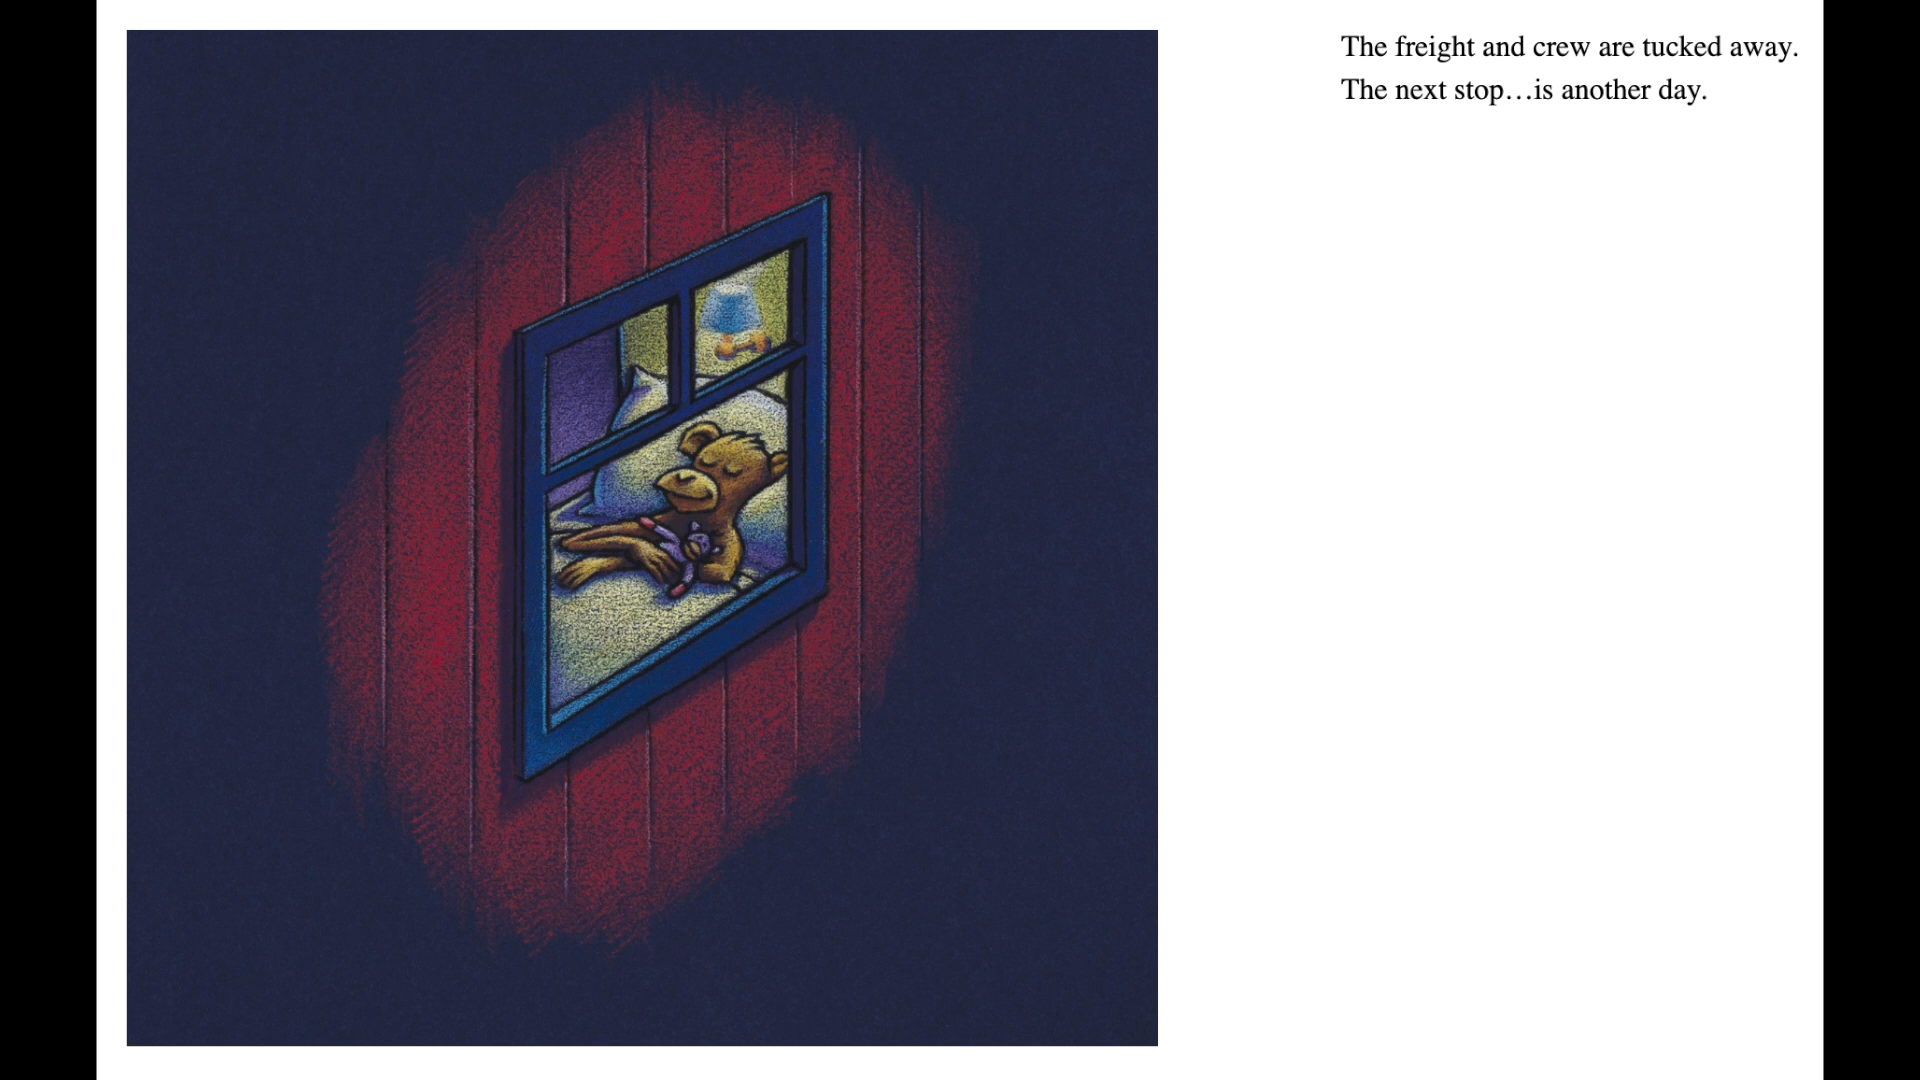 The freight and crew are tucked away.
The next stop…is another day.